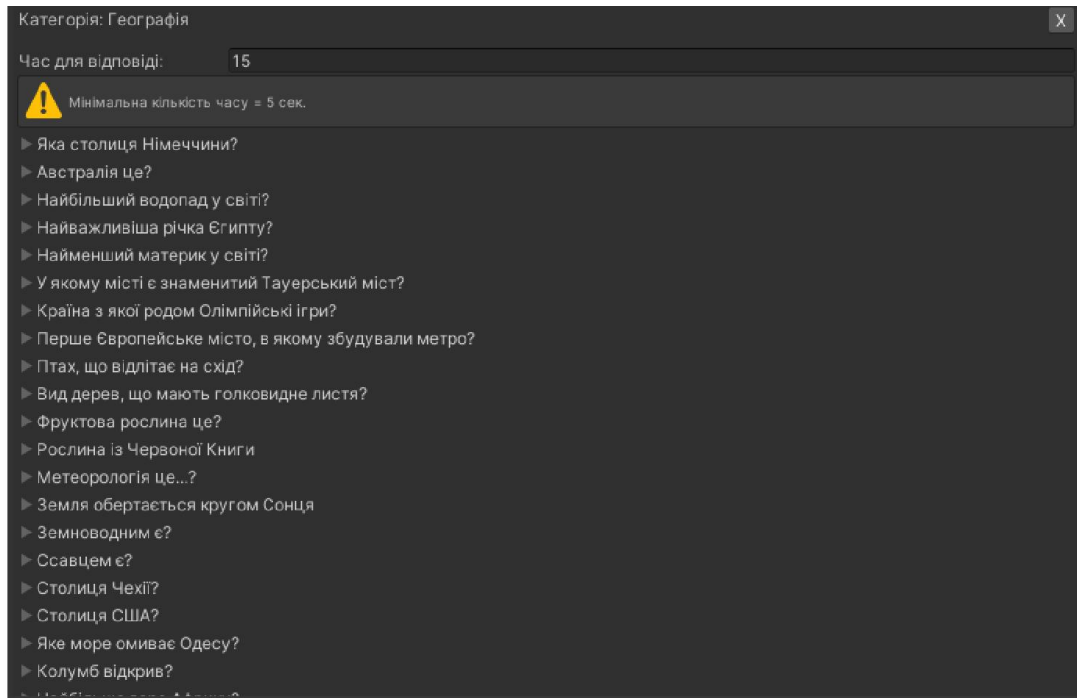 Категорія: Географія
X
Час для відповіді: 15
Мінімальна кількість часу = 5 сек.
Яка столиця Німеччини?
Австралія це?
Найбільший водопад у світі?
Найважливіша річка Єгипту?
Найменший материк у світі?
У якому місті є знаменитий Тауерський міст?
Країна з якої родом Олімпійські ігри?
Перше Європейське місто, в якому збудували метро?
Птах, що відлітає на схід?
Вид дерев, що мають голковидне листя?
Фруктова рослина це?
Рослина із Червоної Книги
Метеорологія це...?
Земля обертається кругом Сонця
Земноводним є?
Ссавцем є?
Столиця Чехії?
Столиця США?
Яке море омиває Одесу?
Колумб відкрив?